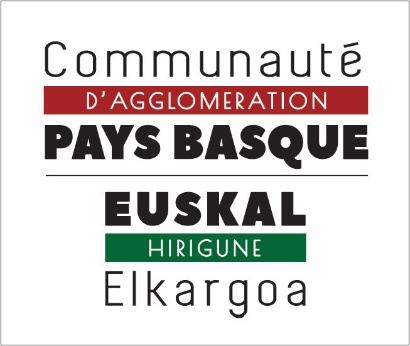 Communauté
D'AGGLOMERATION
PAYS BASQUE
EUSKAL
HIRIGUNE
Elkargoa